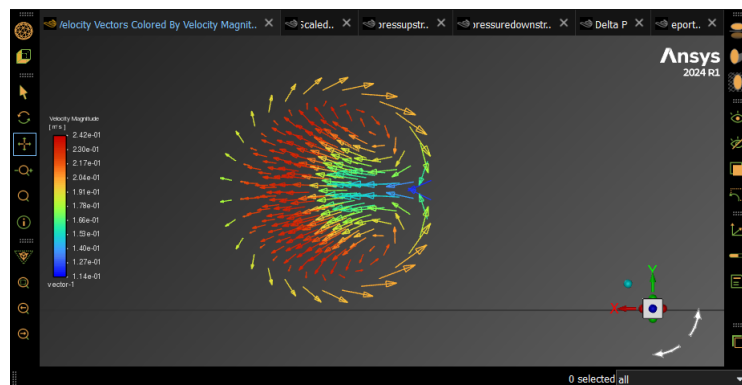 /elocity Vectors Colored By Velocity Magnit..
Scaled..
pressupstr..
pressuredownstr..
Delta P
eport..
Ansys
2024 R1
Velocity Magnitude
2.42e-01
2.30e-01
2.17e-01
2.04e-01
1.91e-01
1.78e-01
1.66e-01
1.53e-01
1.40e-01
1.27e-01
1.14e-01
vector-1
Y
X
0 selected all